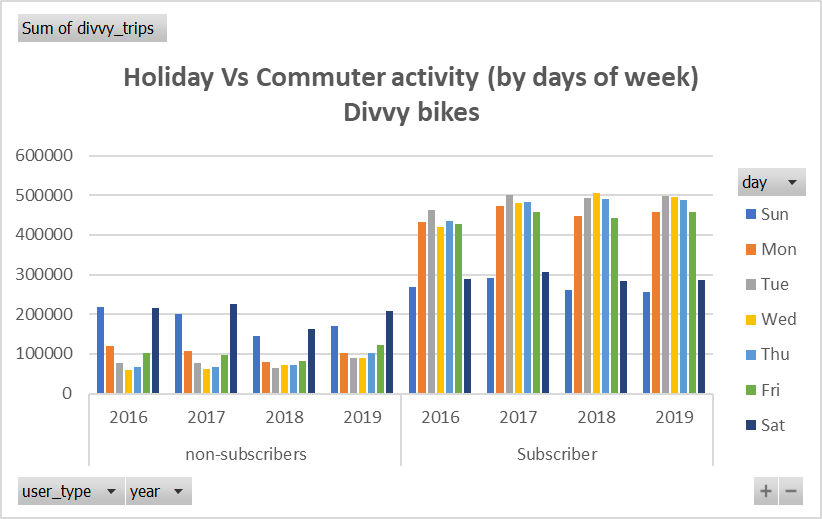 Sum of divvy_trips
Holiday Vs Commuter activity (by days of week)
Divvy bikes
600000
500000
400000
300000
200000
100000
0
2016 2017 2018 2019 2016 2017 2018 2019
non-subscribers Subscriber
day
Sun
Mon
Tue
Wed
Thu
Fri
Sat
user_type year
+ −